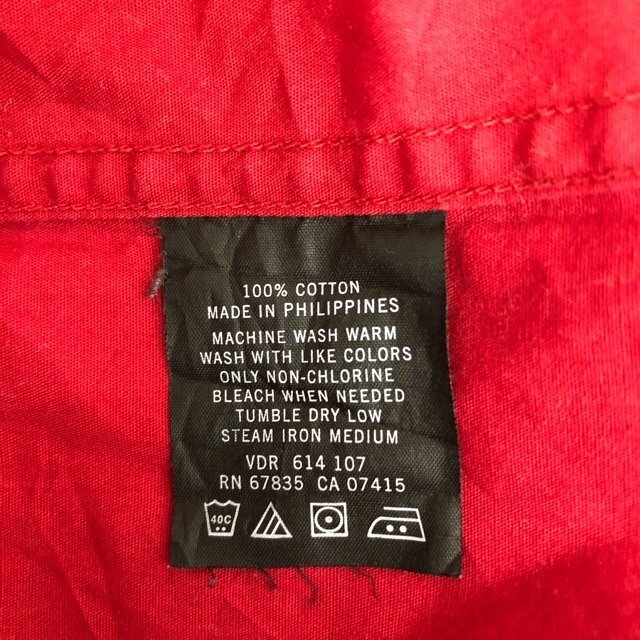 100% COTTON
MADE IN PHILIPPINES
MACHINE WASH WARM
WASH WITH LIKE COLORS
ONLY NON-CHLORINE
BLEACH WHEN NEEDED
TUMBLE DRY LOW
STEAM IRON MEDIUM
VDR 614 107
RN 67835 CA 07415
40C